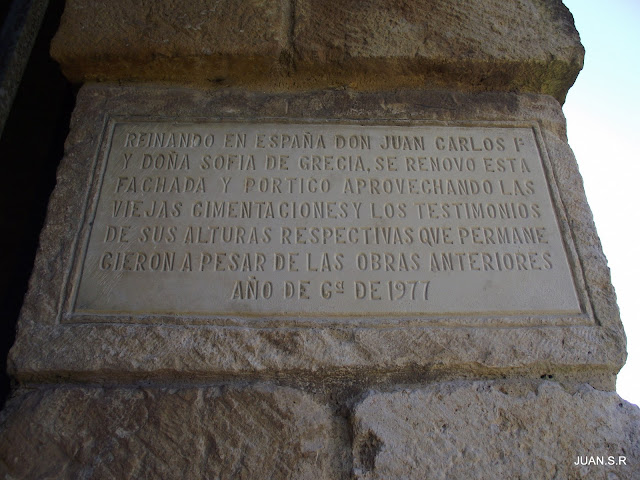 REINANDO EN ESPAÑA DON JUAN CARLOS Iº
Y DOÑA SOFIA DE GRECIA, SE RENOVO ESTA
FACHADA Y PORTICO APROVECHANDO LAS
VIEJAS CIMENTACIONES Y LOS TESTIMONIOS
DE SUS ALTURAS RESPECTIVAS QUE PERMANE
CIERON A PESAR DE LAS OBRAS ANTERIORES
AÑO DE Gª DE 1977
JUAN.S.R